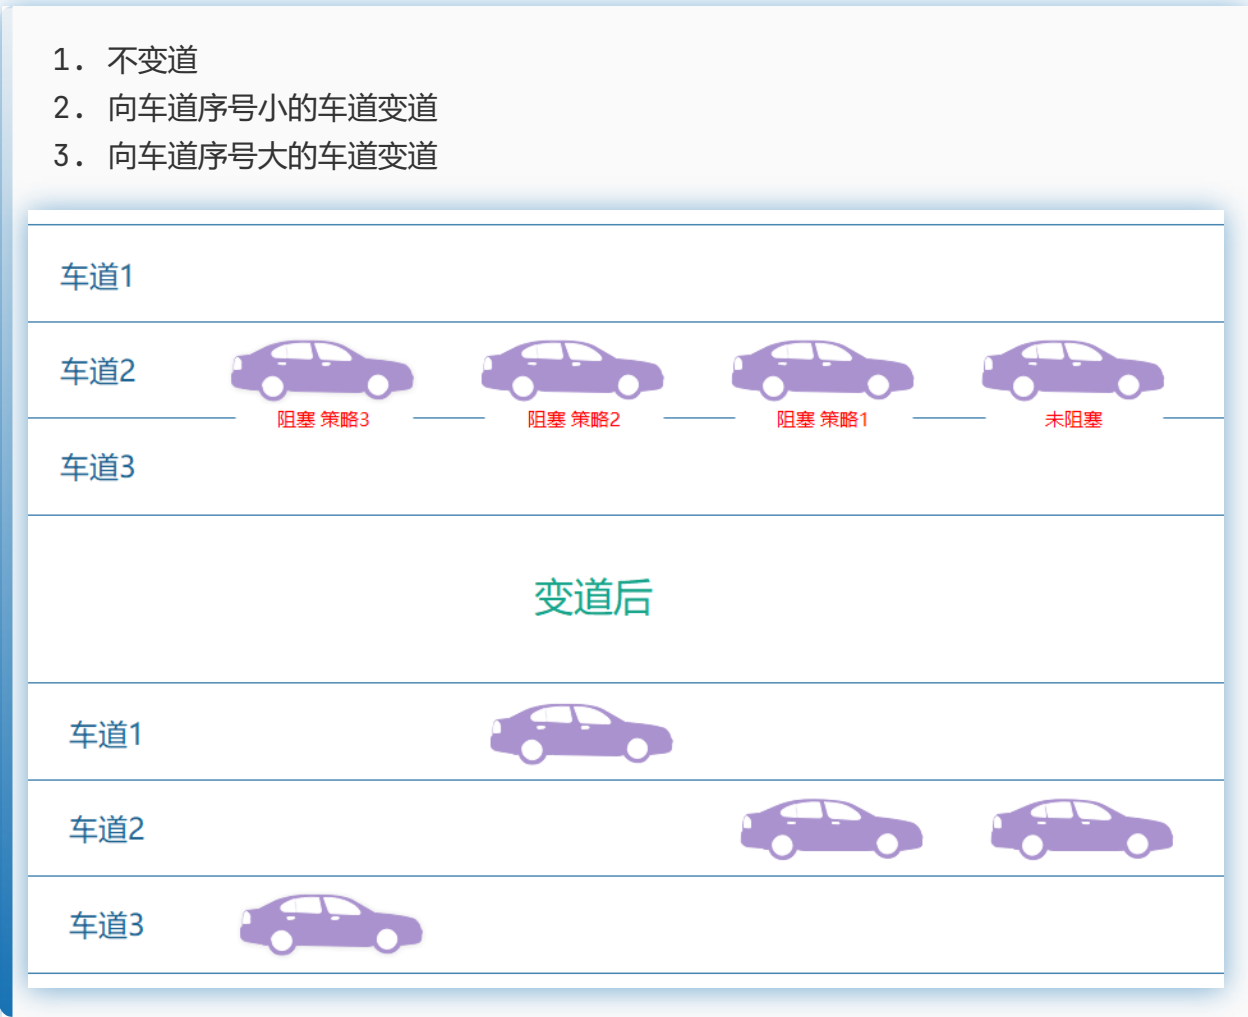 1. 不变道
2. 向车道序号小的车道变道
3. 向车道序号大的车道变道
车道1
车道2
阻塞 策略3 阻塞 策略2 阻塞 策略1 未阻塞
车道3
变道后
车道1
车道2
车道3